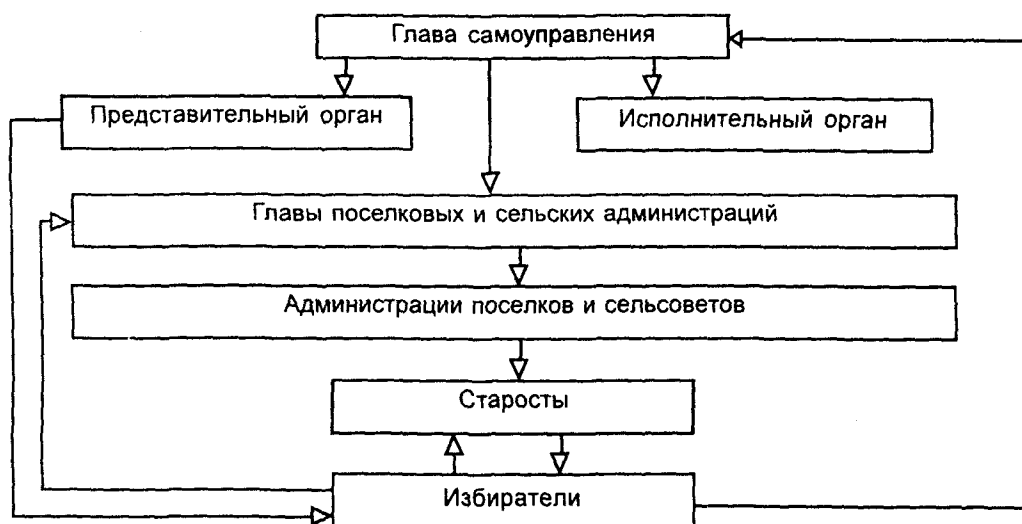 Глава самоуправления
Представительный орган
Исполнительный орган
Главы поселковых и сельских администраций
Администрации поселков и сельсоветов
Старосты
Избиратели